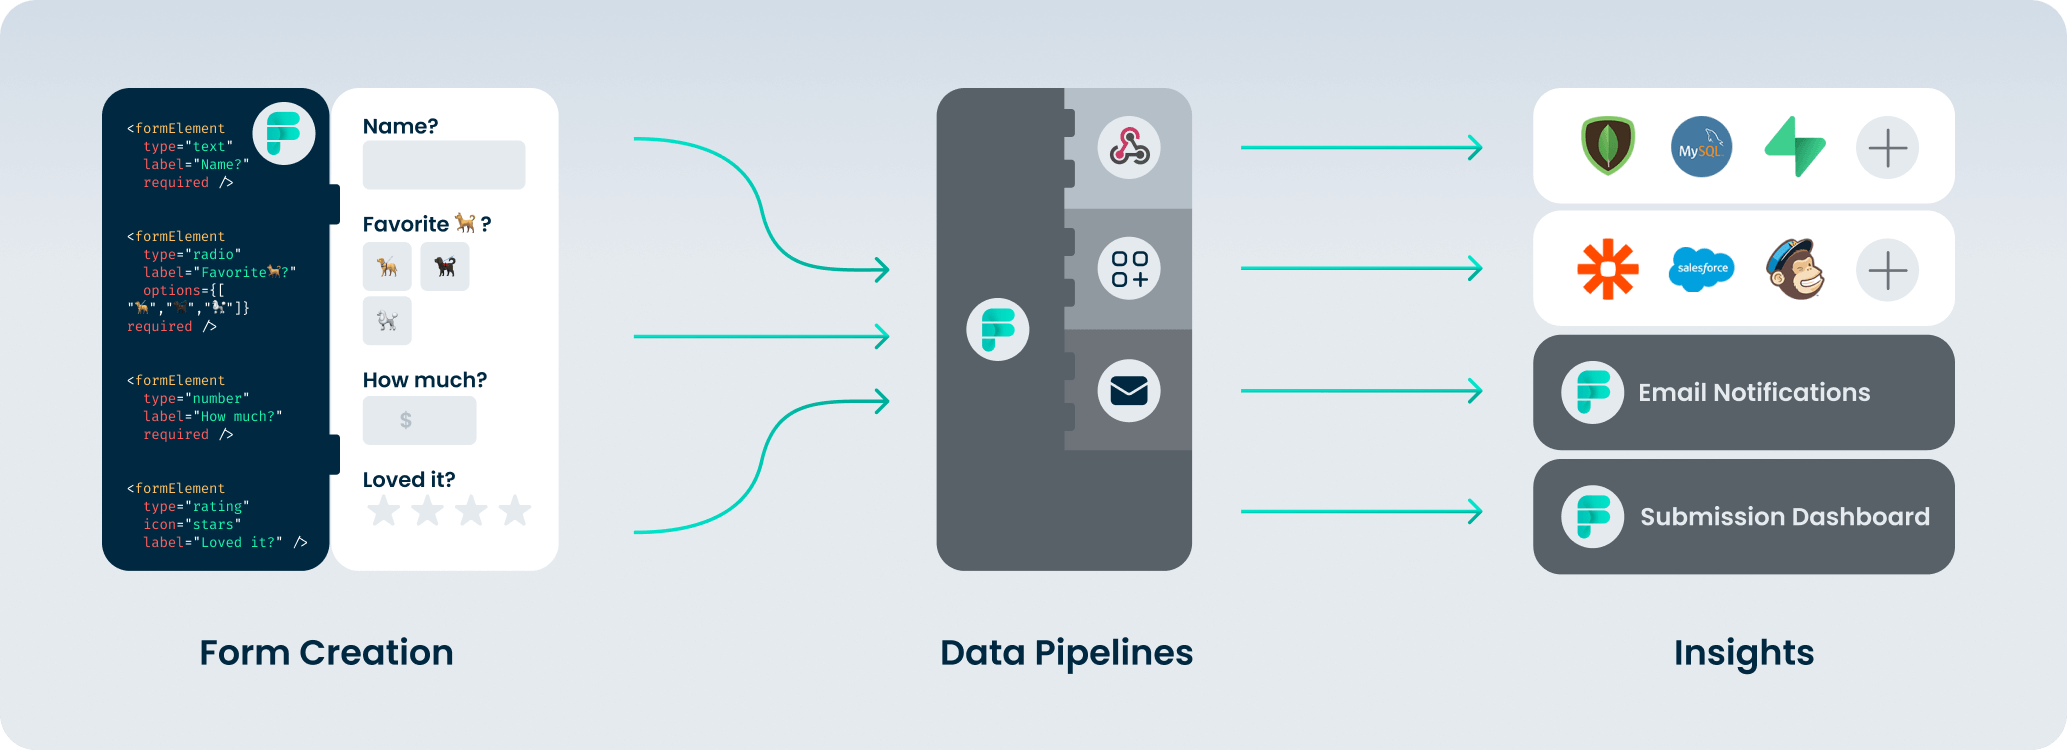 <formElement
type="text"
label="Name?"
required />
<formElement
type="radio"
label="Favorite🐕?"
options={[
"🦮","🐕‍🦺","🐩"]}
required />
<formElement
type="number"
label="How much?"
required />
<formElement
type="rating"
icon="stars"
label="Loved it?" />
Name?
Favorite 🐕 ?
How much?
$
Loved it?
Form Creation
Data Pipelines
MySQL
salesforce
Email Notifications
Submission Dashboard
Insights